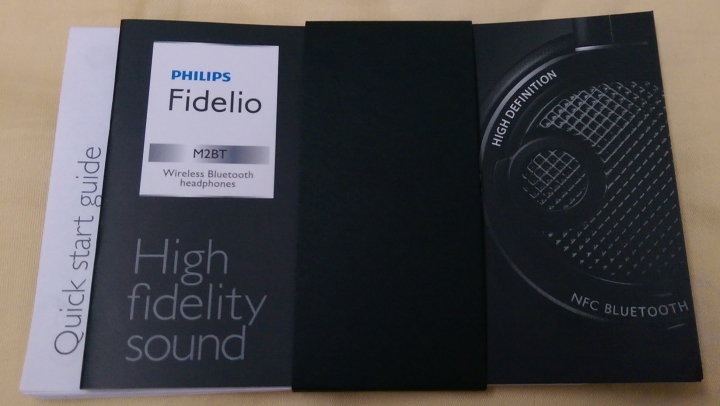 Quick start guide
PHILIPS
Fidelio
M2BT
Wireless Bluetooth
headphones
High
fidelity
sound
HIGH DEFINITION
NFC BLUETOOTH